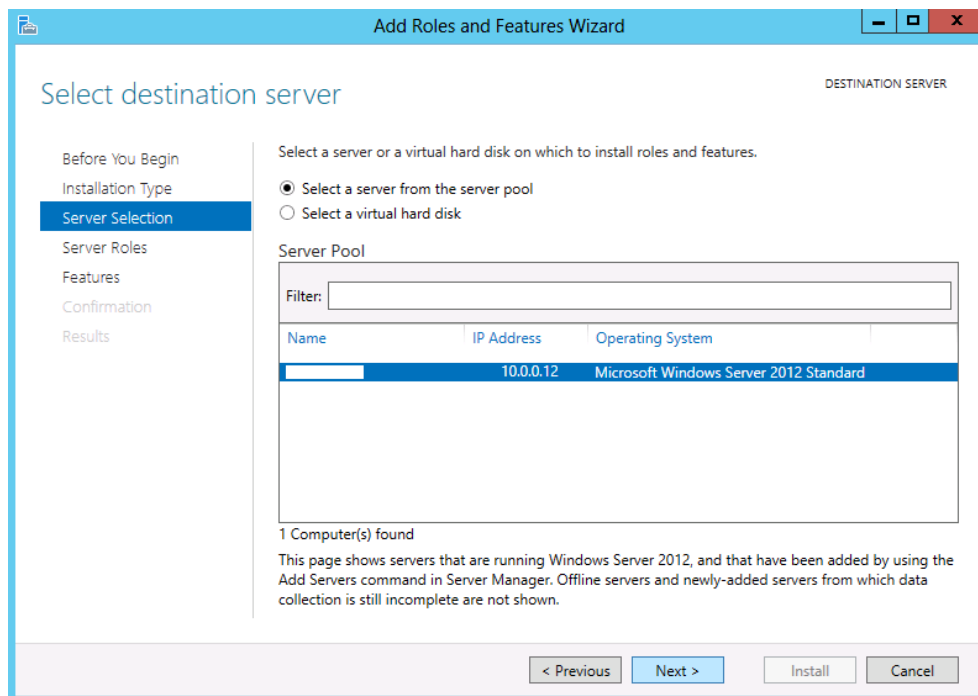 Add Roles and Features Wizard
Select destination server
DESTINATION SERVER
Before You Begin
Installation Type
Server Selection
Server Roles
Features
Confirmation
Results
Select a server or a virtual hard disk on which to install roles and features.
Select a server from the server pool
Select a virtual hard disk
Server Pool
Filter:
Name IP Address Operating System
10.0.0.12 Microsoft Windows Server 2012 Standard
1 Computer(s) found
This page shows servers that are running Windows Server 2012, and that have been added by using the
Add Servers command in Server Manager. Offline servers and newly-added servers from which data
collection is still incomplete are not shown.
< Previous Next > Install Cancel